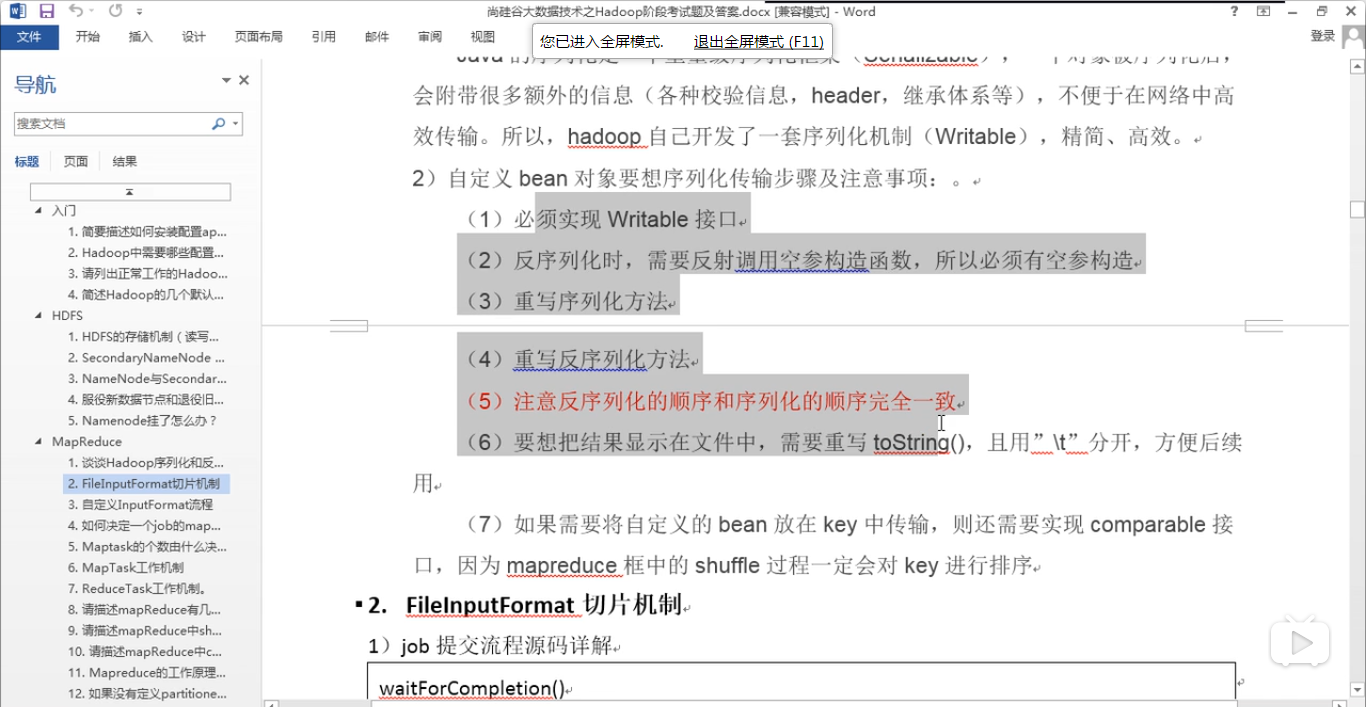 尚硅谷大数据技术之Hadoop阶段考试题及答案.docx [兼容模式] - Word
文件 开始 插入 设计 页面布局 引用 邮件 审阅 视图 登录
您已进入全屏模式. 退出全屏模式 (F11)
导航
搜索文档
标题 页面 结果
入门
1. 简要描述如何安装配置ap...
2. Hadoop中需要哪些配置...
3. 请列出正常工作的Hadoo...
4. 简述Hadoop的几个默认...
HDFS
1. HDFS的存储机制（读写...
2. SecondaryNameNode ...
3. NameNode与Secondar...
4. 服役新数据节点和退役旧...
5. Namenode挂了怎么办？
MapReduce
1. 谈谈Hadoop序列化和反...
2. FileInputFormat切片机制
3. 自定义InputFormat流程
4. 如何决定一个job的map...
5. Maptask的个数由什么决...
6. MapTask工作机制
7. ReduceTask工作机制。
8. 请描述mapReduce有几...
9. 请描述mapReduce中sh...
10. 请描述mapReduce中c...
11. Mapreduce的工作原理...
12. 如果没有定义partitione...
Java 的序列化是一个重量级序列化框架（Serializable），一个对象被序列化后，
会附带很多额外的信息（各种校验信息，header，继承体系等），不便于在网络中高
效传输。所以，hadoop 自己开发了一套序列化机制（Writable），精简、高效。
2）自定义 bean 对象要想序列化传输步骤及注意事项：。
（1）必须实现 Writable 接口
（2）反序列化时，需要反射调用空参构造函数，所以必须有空参构造
（3）重写序列化方法
（4）重写反序列化方法
（5）注意反序列化的顺序和序列化的顺序完全一致
（6）要想把结果显示在文件中，需要重写 toString()，且用”\t”分开，方便后续
用
（7）如果需要将自定义的 bean 放在 key 中传输，则还需要实现 comparable 接
口，因为 mapreduce 框中的 shuffle 过程一定会对 key 进行排序
2. FileInputFormat 切片机制
1）job 提交流程源码详解
waitForCompletion()